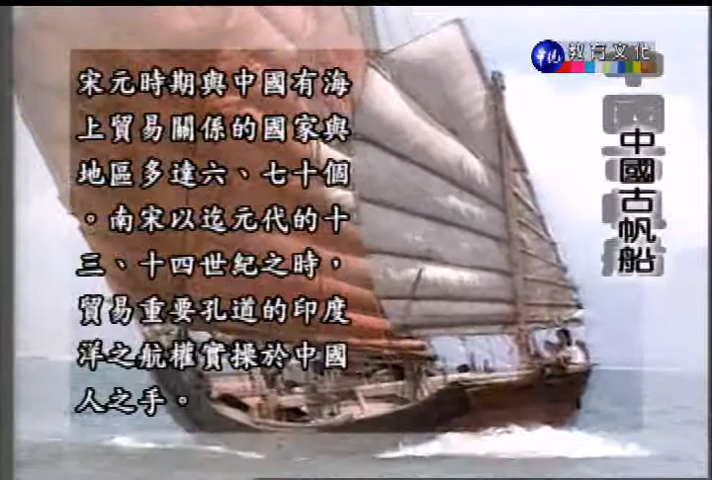 華視 教育文化
中國古帆船
宋元時期與中國有海
上貿易關係的國家與
地區多達六、七十個
。南宋以迄元代的十
三、十四世紀之時，
貿易重要孔道的印度
洋之航權實操於中國
人之手。